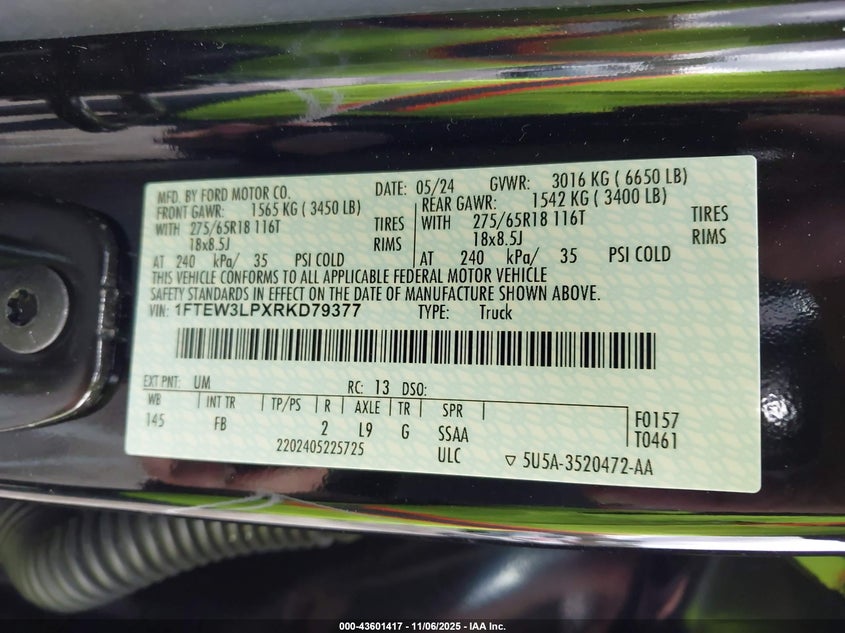 MFD. BY FORD MOTOR CO. DATE: 05/24 GVWR: 3016 KG ( 6650 LB)
FRONT GAWR: 1565 KG ( 3450 LB) REAR GAWR: 1542 KG ( 3400 LB)
WITH 275/65R18 116T TIRES WITH 275/65R18 116T TIRES
18x8.5J RIMS 18x8.5J RIMS
AT 240 kPa/ 35 PSI COLD AT 240 kPa/ 35 PSI COLD
THIS VEHICLE CONFORMS TO ALL APPLICABLE FEDERAL MOTOR VEHICLE
SAFETY STANDARDS IN EFFECT ON THE DATE OF MANUFACTURE SHOWN ABOVE.
VIN: 1FTEW3LPXRKD79377 TYPE: Truck
EXT PNT: UM RC: 13 DSO:
WB INT TR TP/PS R AXLE TR SPR F0157
145 FB 2 L9 G SSAA T0461
2202405225725 ULC ▽ 5U5A-3520472-AA
000-43601417 - 11/06/2025 - IAA Inc.